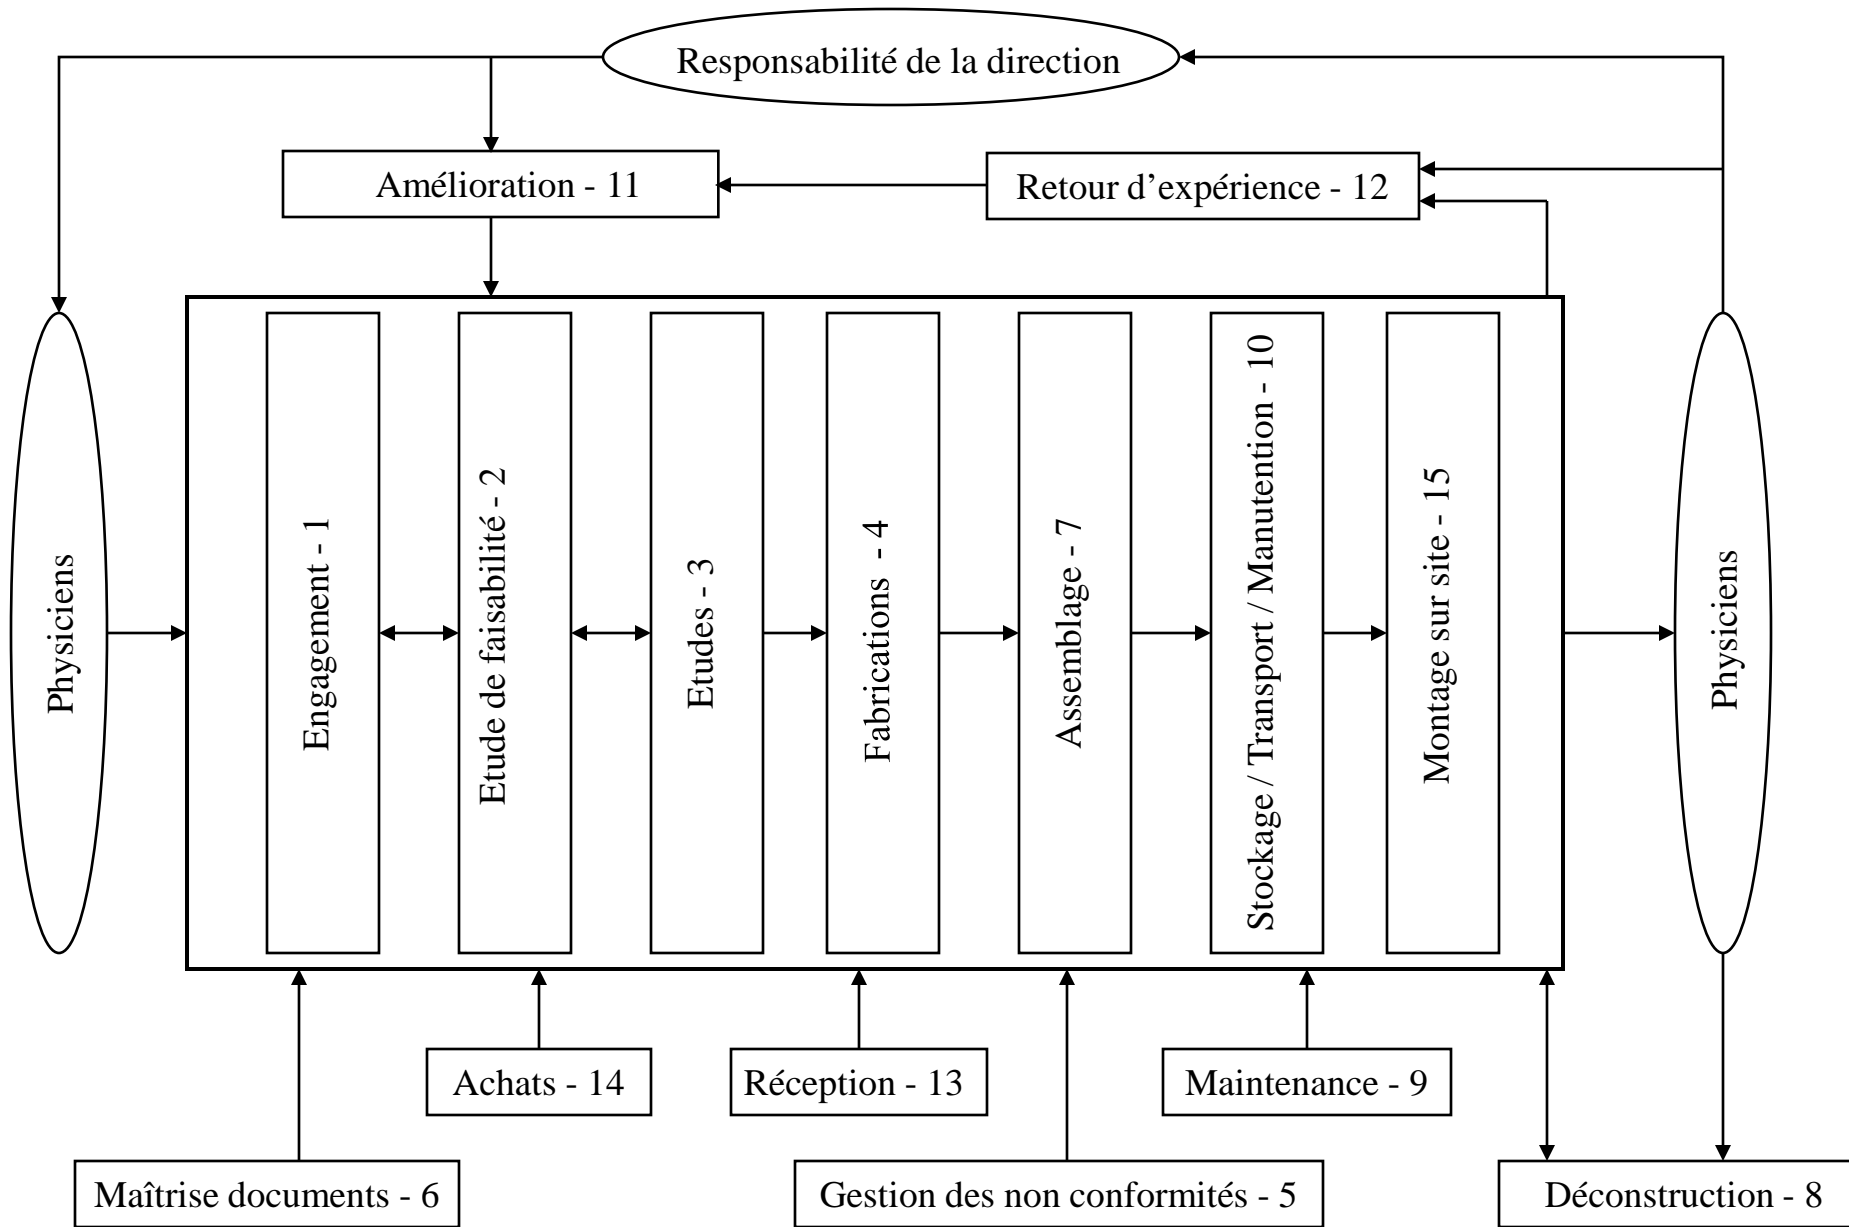 Responsabilité de la direction
Amélioration - 11
Retour d’expérience - 12
Physiciens
Engagement - 1
Etude de faisabilité - 2
Etudes - 3
Fabrications - 4
Assemblage - 7
Stockage / Transport / Manutention - 10
Montage sur site - 15
Physiciens
Achats - 14
Réception - 13
Maintenance - 9
Maîtrise documents - 6
Gestion des non conformités - 5
Déconstruction - 8